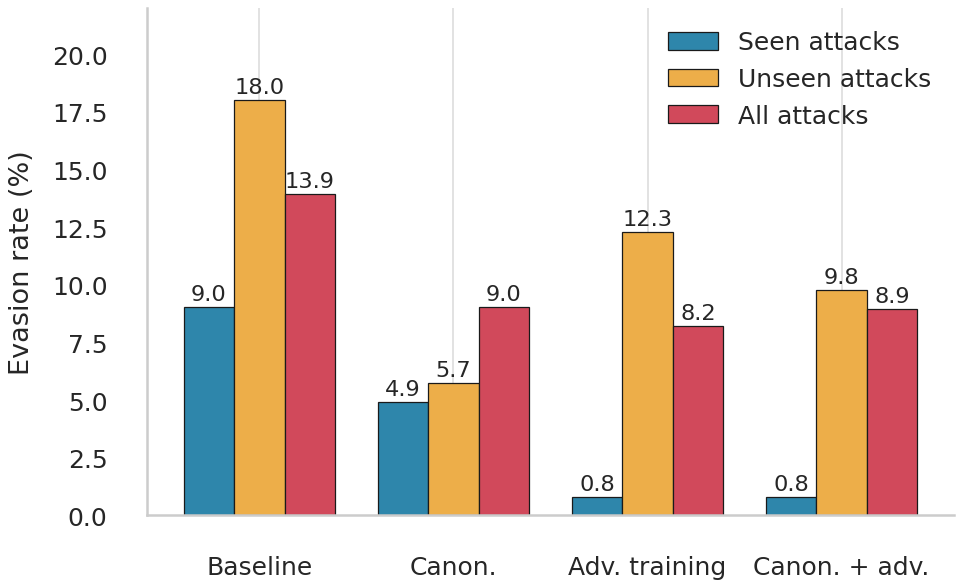 Evasion rate (%)
20.0
17.5
15.0
12.5
10.0
7.5
5.0
2.5
0.0
Seen attacks
Unseen attacks
All attacks
9.0
18.0
13.9
4.9
5.7
9.0
0.8
12.3
8.2
0.8
9.8
8.9
Baseline
Canon.
Adv. training
Canon. + adv.